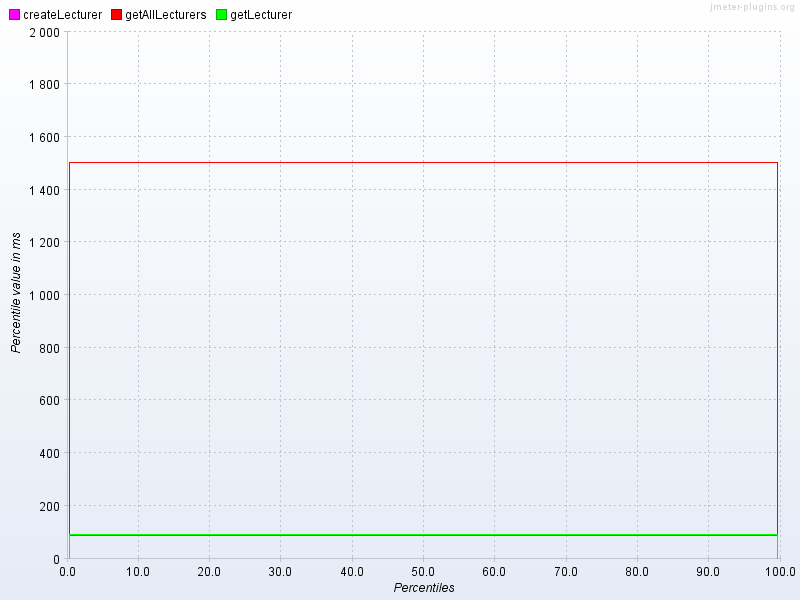 jmeter-plugins.org
createLecturer getAllLecturers getLecturer
2 000
1 800
1 600
1 400
1 200
1 000
800
600
400
200
0
Percentile value in ms
0.0 10.0 20.0 30.0 40.0 50.0 60.0 70.0 80.0 90.0 100.0
Percentiles